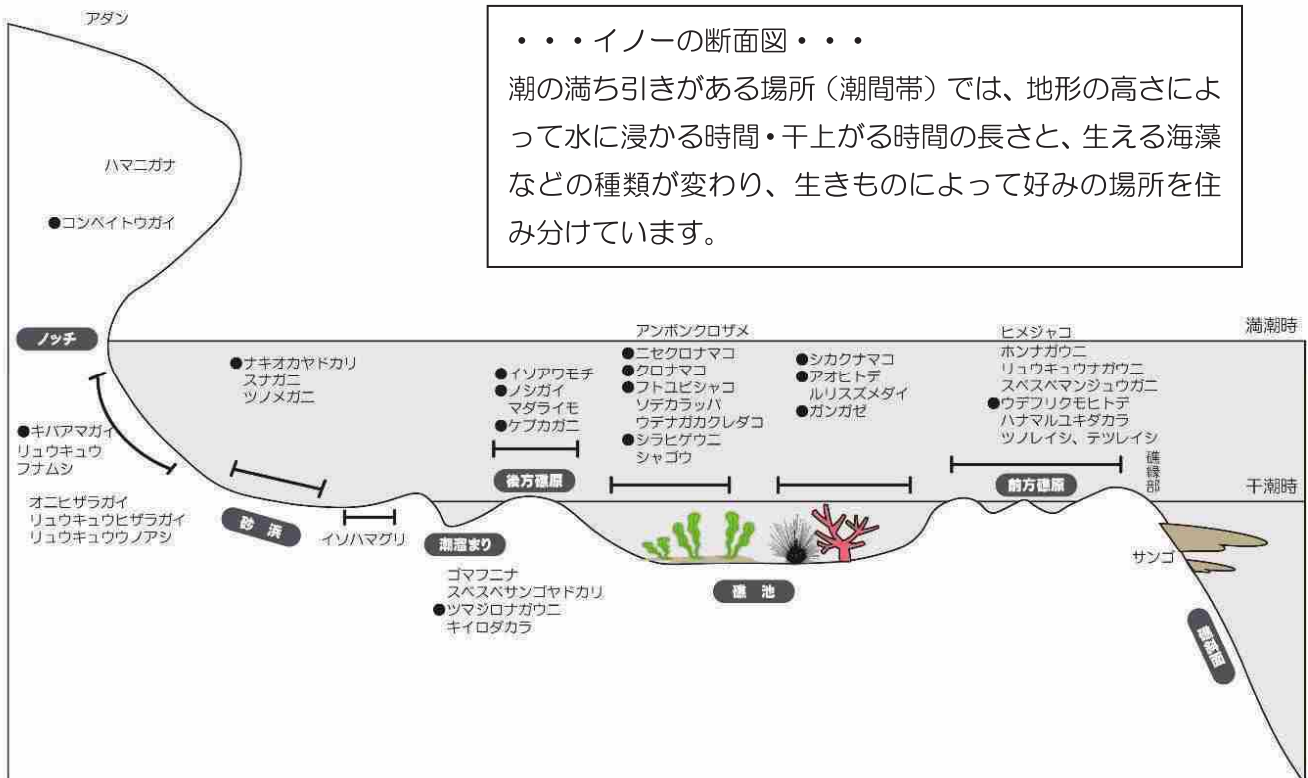 アダン
・・・イノーの断面図・・・
潮の満ち引きがある場所（潮間帯）では、地形の高さによ
って水に浸かる時間・干上がる時間の長さと、生える海藻
などの種類が変わり、生きものによって好みの場所を住
み分けています。
ハマニガナ
●コンペイトウガイ
ノッチ
満潮時
●キバアマガイ
リュウキュウ
フナムシ
オニヒザラガイ
リュウキュウヒザラガイ
リュウキュウウノアシ
●ナキオカヤドカリ
スナガニ
ツノメガニ
砂浜
イソハマグリ
潮溜まり
ゴマフニナ
スベスベサンゴヤドカリ
●ツマジロナガウニ
キイロダカラ
●イソアワモチ
●ノシガイ
マダライモ
●ケブカガニ
後方礁原
アンボンクロザメ
●ニセクロナマコ
●クロナマコ
●フトユビシャコ
ソデカラッパ
ウデナガカクレダコ
●シラヒゲウニ
シャゴウ
●シカクナマコ
●アオヒトデ
ルリスズメダイ
●ガンガゼ
礁池
ヒメジャコ
ホンナガウニ
リュウキュウナガウニ
スベスベマンジュウガニ
●ウデフリクモヒトデ
ハナマルユキダカラ
ツノレイシ、テツレイシ
前方礁原
礁縁部
干潮時
サンゴ